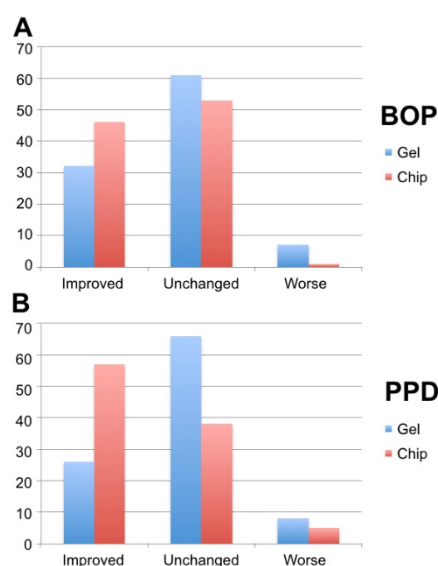 A
70
60
50
40
30
20
10
0
Improved
Unchanged
Worse
BOP
Gel
Chip
B
70
60
50
40
30
20
10
0
Improved
Unchanged
Worse
PPD
Gel
Chip